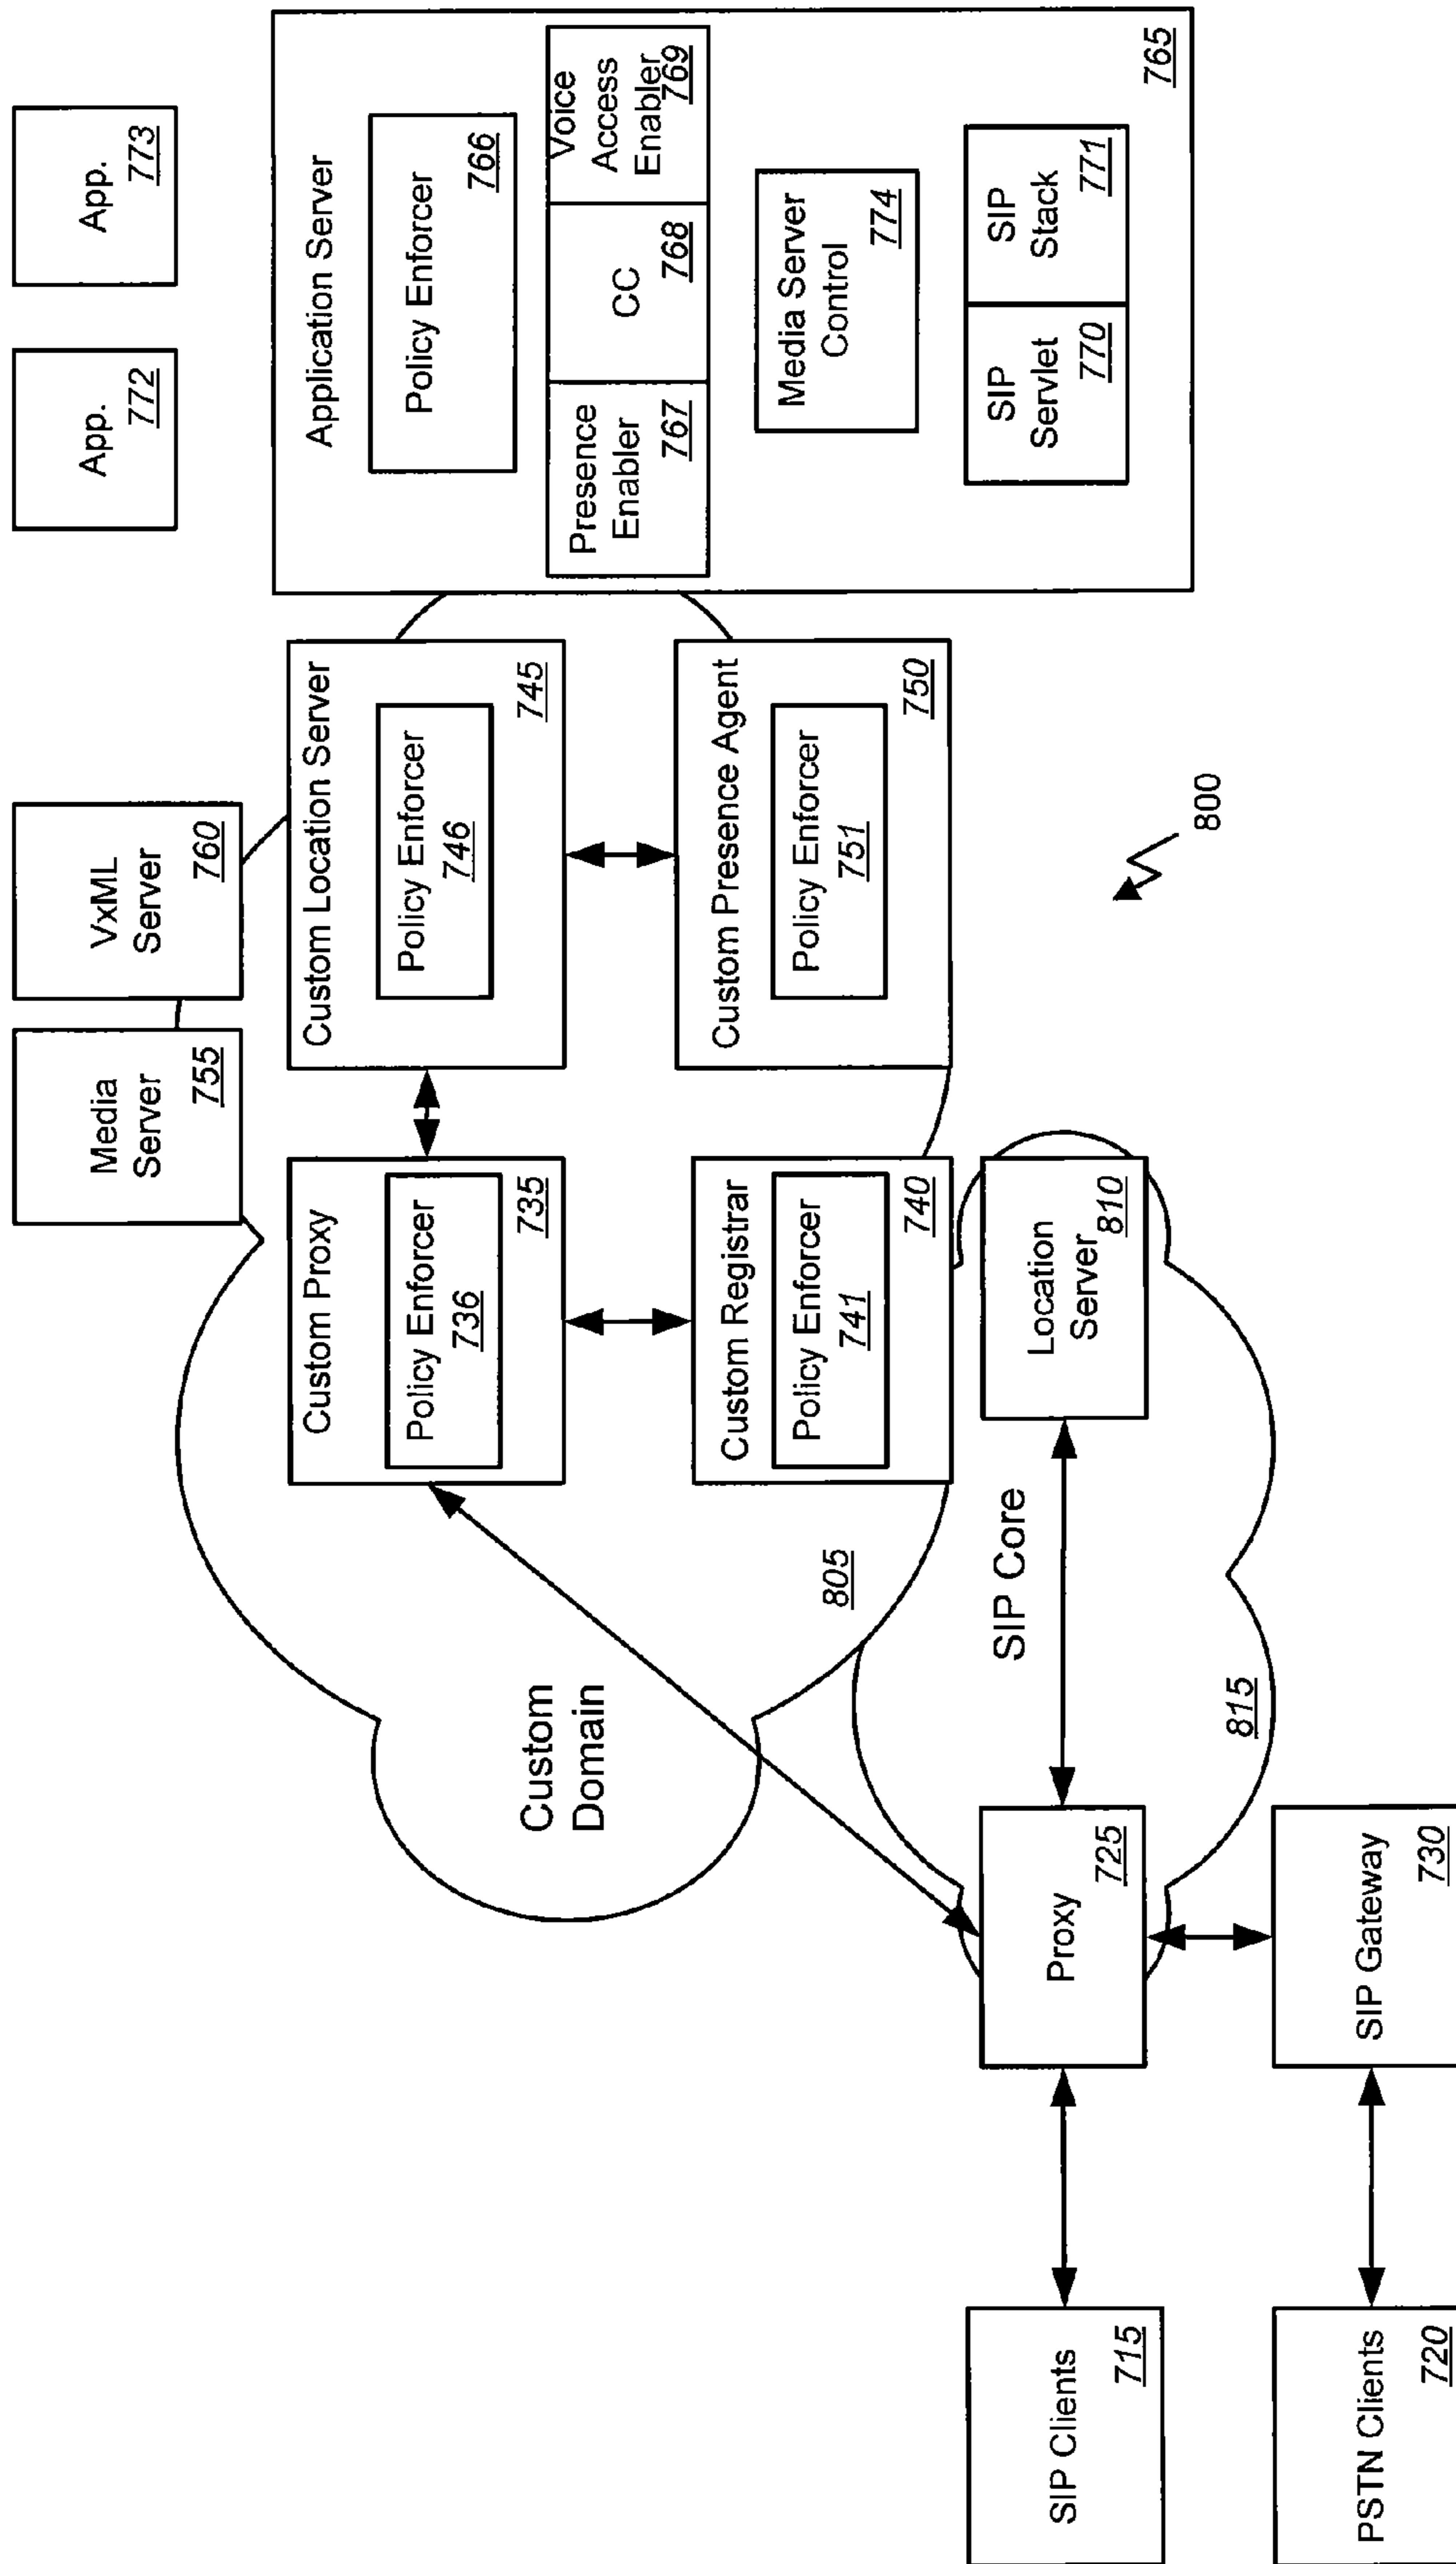 Media
Server
755
VxML
Server
760
App.
772
App.
773
Custom
Domain
805
Custom Proxy
Policy Enforcer
736
735
Custom Location Server
Policy Enforcer
746
745
Custom Registrar
Policy Enforcer
741
740
Custom Presence Agent
Policy Enforcer
751
750
Application Server
Policy Enforcer
766
Presence
Enabler
767
CC
768
Voice
Access
Enabler
769
Media Server
Control
774
SIP
Servlet
770
SIP
Stack
771
765
SIP Core
815
SIP Clients
715
Proxy
725
Location
Server
810
PSTN Clients
720
SIP Gateway
730
800